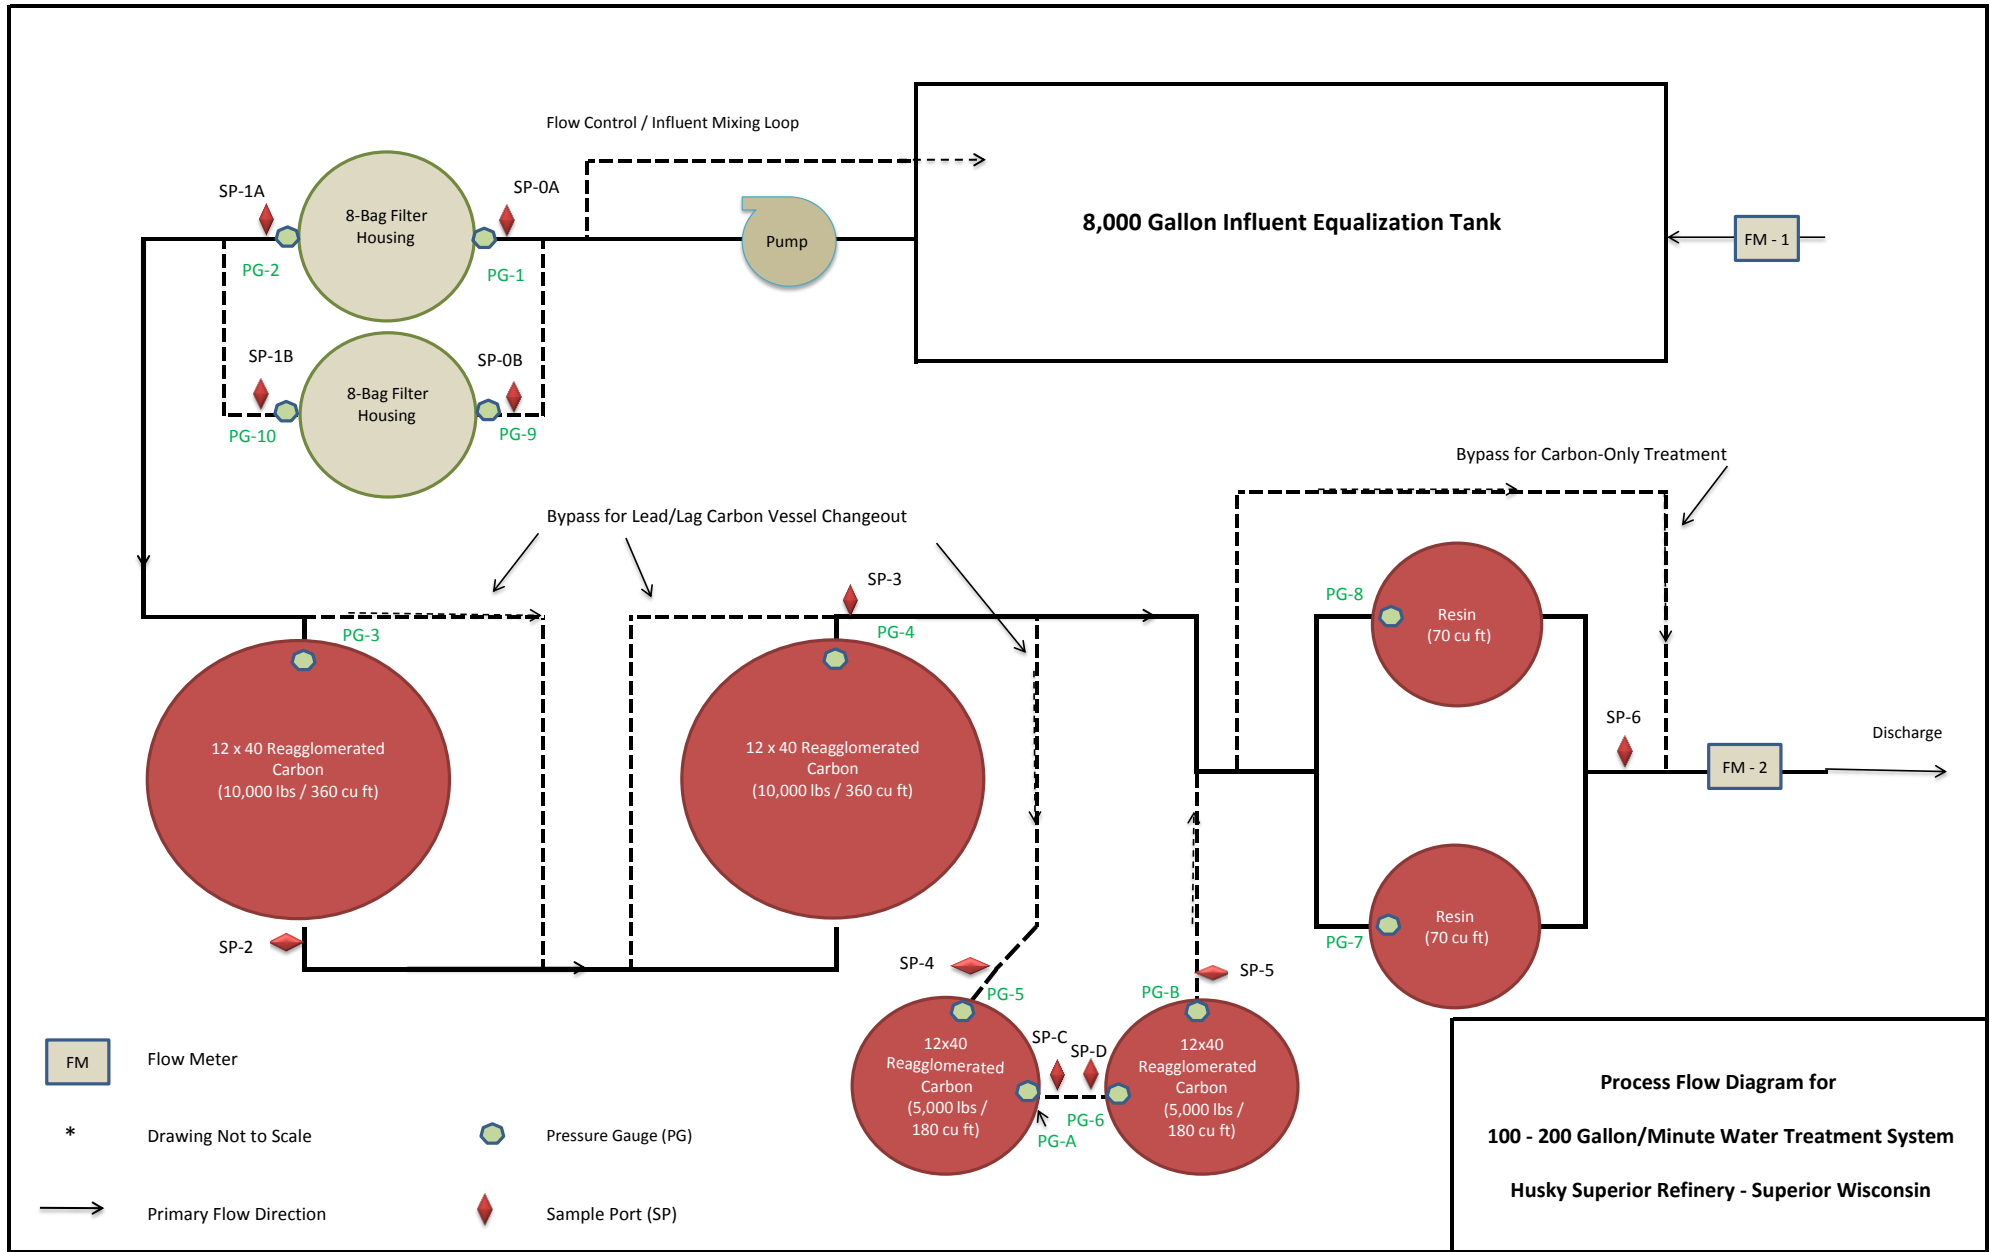 Flow Control / Influent Mixing Loop
SP-1A
8-Bag Filter
Housing
SP-0A
PG-2
PG-1
Pump
8,000 Gallon Influent Equalization Tank
FM - 1
SP-1B
8-Bag Filter
Housing
SP-0B
PG-10
PG-9
Bypass for Carbon-Only Treatment
Bypass for Lead/Lag Carbon Vessel Changeout
SP-3
PG-3
PG-4
PG-8
Resin
(70 cu ft)
12 x 40 Reagglomerated
Carbon
(10,000 lbs / 360 cu ft)
12 x 40 Reagglomerated
Carbon
(10,000 lbs / 360 cu ft)
SP-6
FM - 2
Discharge
SP-2
SP-4
PG-5
PG-B
SP-5
PG-7
Resin
(70 cu ft)
12x40
Reagglomerated
Carbon
(5,000 lbs /
180 cu ft)
SP-C
SP-D
PG-6
PG-A
12x40
Reagglomerated
Carbon
(5,000 lbs /
180 cu ft)
FM
Flow Meter
*
Drawing Not to Scale
Pressure Gauge (PG)
Primary Flow Direction
Sample Port (SP)
Process Flow Diagram for
100 - 200 Gallon/Minute Water Treatment System
Husky Superior Refinery - Superior Wisconsin